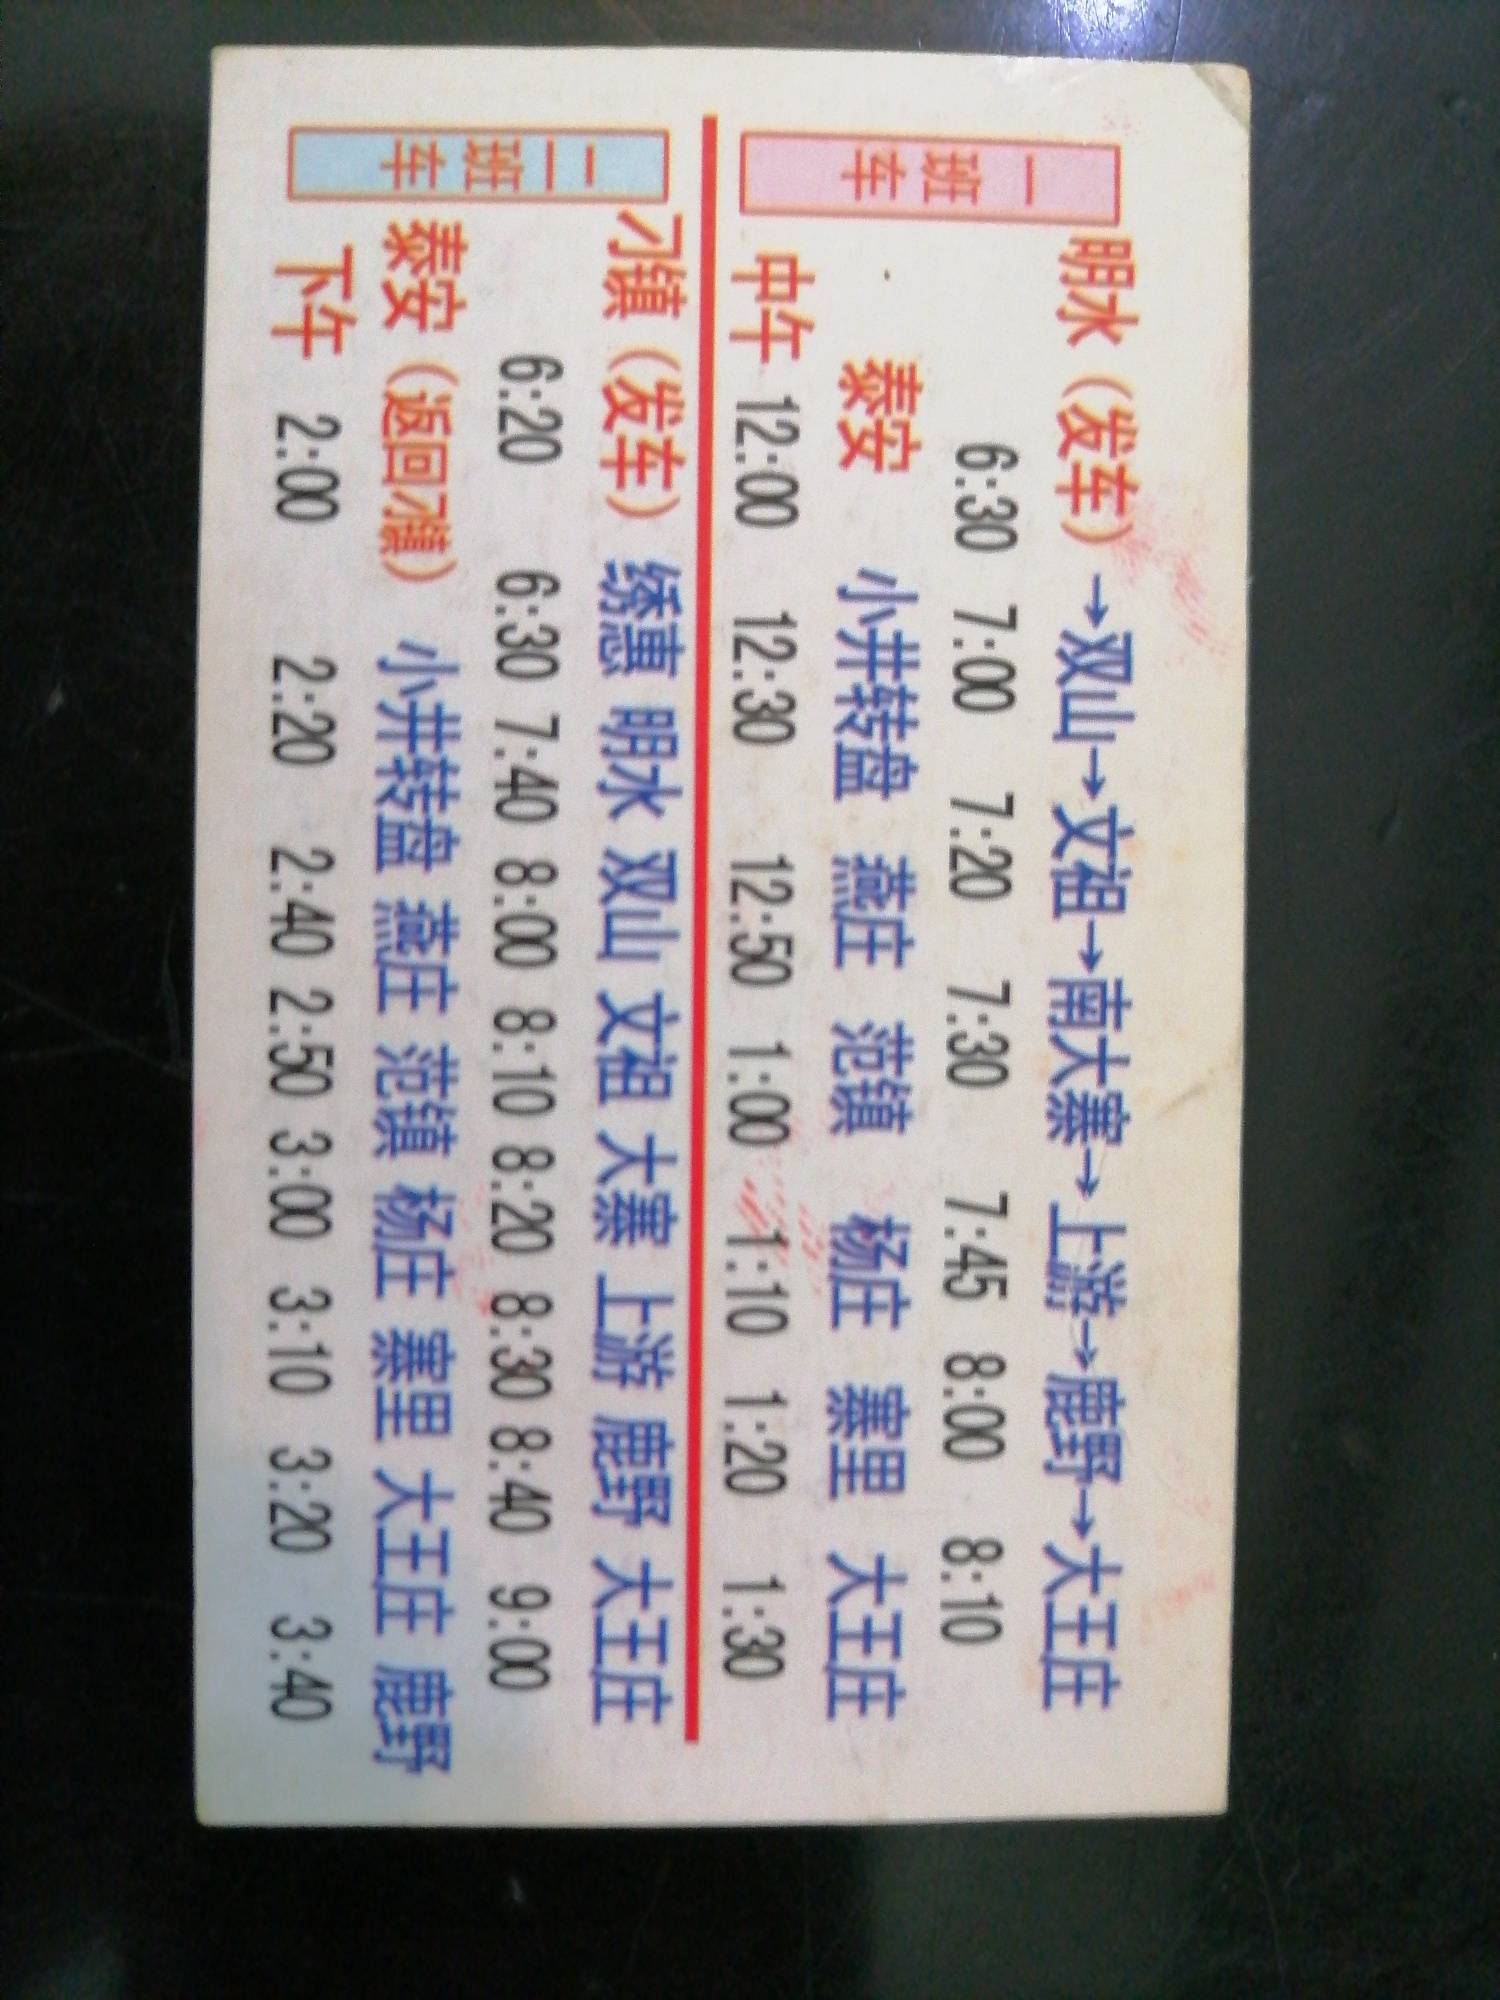 一班车
明水（发车）→双山→文祖→南大寨→上游→鹿野→大王庄
6:30 7:00 7:20 7:30 7:45 8:00 8:10
泰安 小井转盘 燕庄 范镇 杨庄 寨里 大王庄
中午 12:00 12:30 12:50 1:00 1:10 1:20 1:30
二班车
刁镇（发车）绣惠 明水 双山 文祖 大寨 上游 鹿野 大王庄
6:20 6:30 7:40 8:00 8:10 8:20 8:30 8:40 9:00
泰安（返回刁镇） 小井转盘 燕庄 范镇 杨庄 寨里 大王庄 鹿野
下午 2:00 2:20 2:40 2:50 3:00 3:10 3:20 3:40